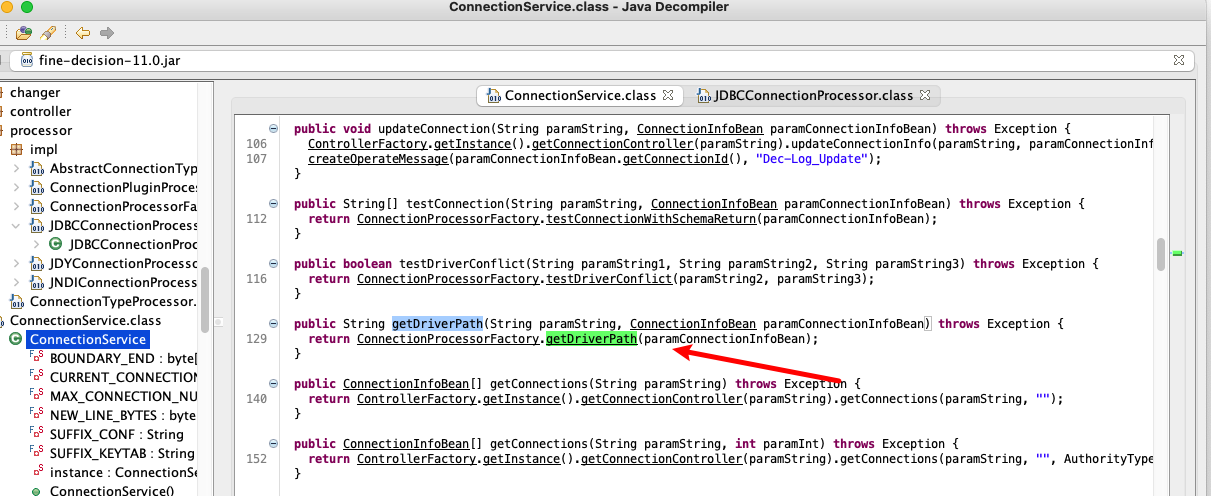 ConnectionService.class - Java Decompiler
fine-decision-11.0.jar
changer
controller
processor
impl
AbstractConnectionTyp
ConnectionPluginProce
ConnectionProcessorFa
JDBCConnectionProcess
JDBCConnectionProc
JDYConnectionProcesso
JNDIConnectionProcess
ConnectionTypeProcessor.
ConnectionService.class
ConnectionService
BOUNDARY_END : byte[
CURRENT_CONNECTION
MAX_CONNECTION_NU
NEW_LINE_BYTES : byte
SUFFIX_CONF : String
SUFFIX_KEYTAB : String
instance : ConnectionSe
ConnectionService()
ConnectionService.class
JDBCConnectionProcessor.class
public void updateConnection(String paramString, ConnectionInfoBean paramConnectionInfoBean) throws Exception {
106 ControllerFactory.getInstance().getConnectionController(paramString).updateConnectionInfo(paramString, paramConnectionInf
107 createOperateMessage(paramConnectionInfoBean.getConnectionId(), "Dec-Log_Update");
}
public String[] testConnection(String paramString, ConnectionInfoBean paramConnectionInfoBean) throws Exception {
112 return ConnectionProcessorFactory.testConnectionWithSchemaReturn(paramConnectionInfoBean);
}
public boolean testDriverConflict(String paramString1, String paramString2, String paramString3) throws Exception {
116 return ConnectionProcessorFactory.testDriverConflict(paramString2, paramString3);
}
public String getDriverPath(String paramString, ConnectionInfoBean paramConnectionInfoBean) throws Exception {
129 return ConnectionProcessorFactory.getDriverPath(paramConnectionInfoBean);
}
public ConnectionInfoBean[] getConnections(String paramString) throws Exception {
140 return ControllerFactory.getInstance().getConnectionController(paramString).getConnections(paramString, "");
}
public ConnectionInfoBean[] getConnections(String paramString, int paramInt) throws Exception {
152 return ControllerFactory.getInstance().getConnectionController(paramString).getConnections(paramString, "", AuthorityType
}